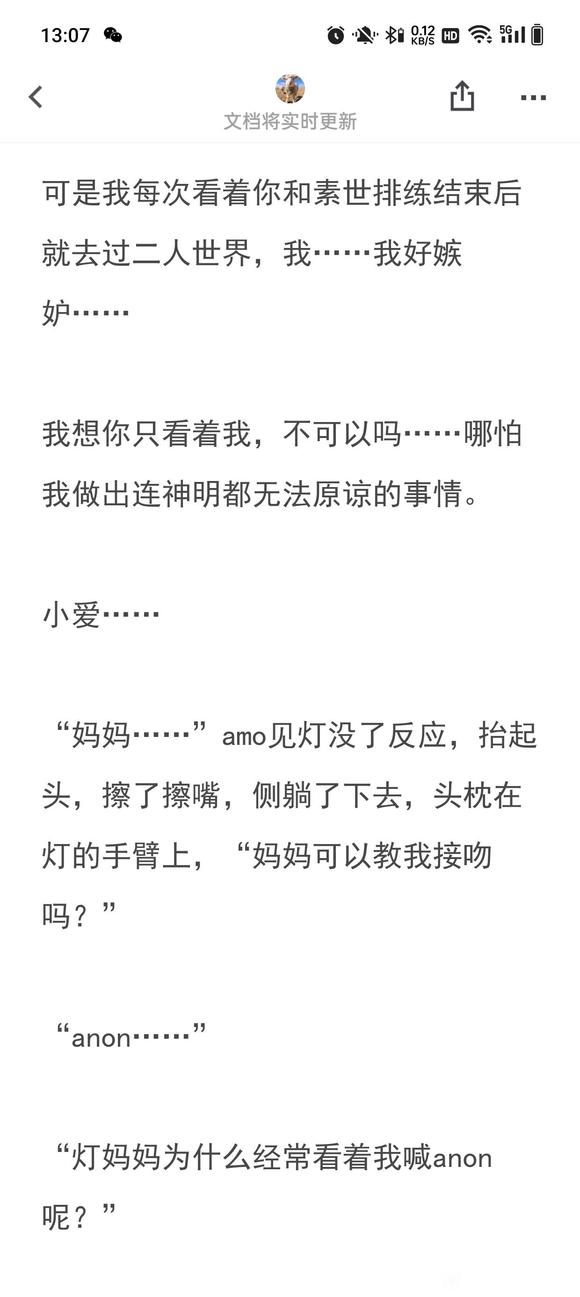 13:07
0.12
KB/S
HD
5G
文档将实时更新
可是我每次看着你和素世排练结束后
就去过二人世界，我……我好嫉
妒……
我想你只看着我，不可以吗……哪怕
我做出连神明都无法原谅的事情。
小爱……
“妈妈……”amo见灯没了反应，抬起
头，擦了擦嘴，侧躺了下去，头枕在
灯的手臂上，“妈妈可以教我接吻
吗？”
“anon……”
“灯妈妈为什么经常看着我喊anon
呢？”